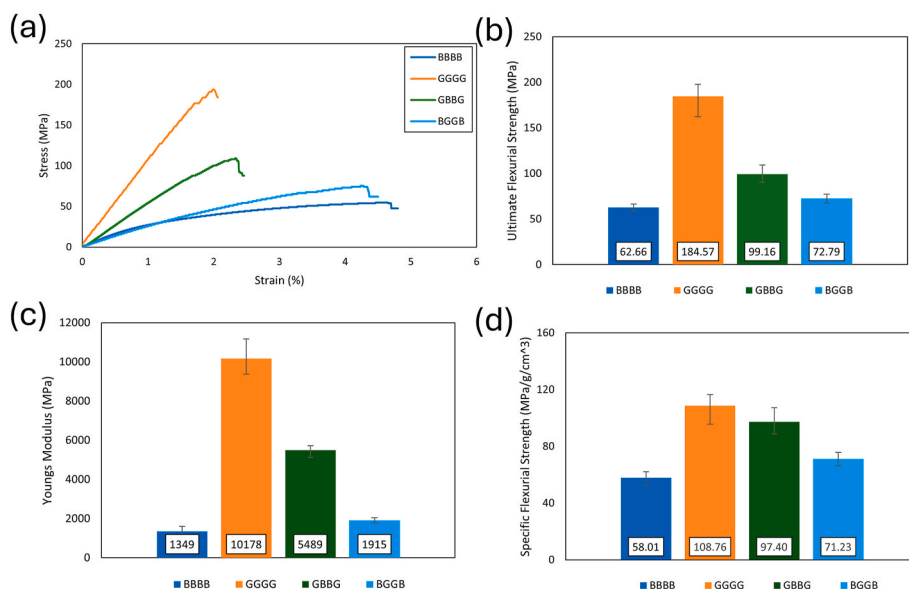 (a)
250
200
150
100
50
0
0 1 2 3 4 5 6
Stress (MPa)
Strain (%)
BBBB
GGGG
GBBG
BGGB
(b)
250
200
150
100
50
0
Ultimate Flexurial Strength (MPa)
62.66 184.57 99.16 72.79
BBBB GGGG GBBG BGGB
(c)
12000
10000
8000
6000
4000
2000
0
Youngs Modulus (MPa)
1349 10178 5489 1915
BBBB GGGG GBBG BGGB
(d)
160
120
80
40
0
Specific Flexurial Strength (MPa/g/cm^3)
58.01 108.76 97.40 71.23
BBBB GGGG GBBG BGGB